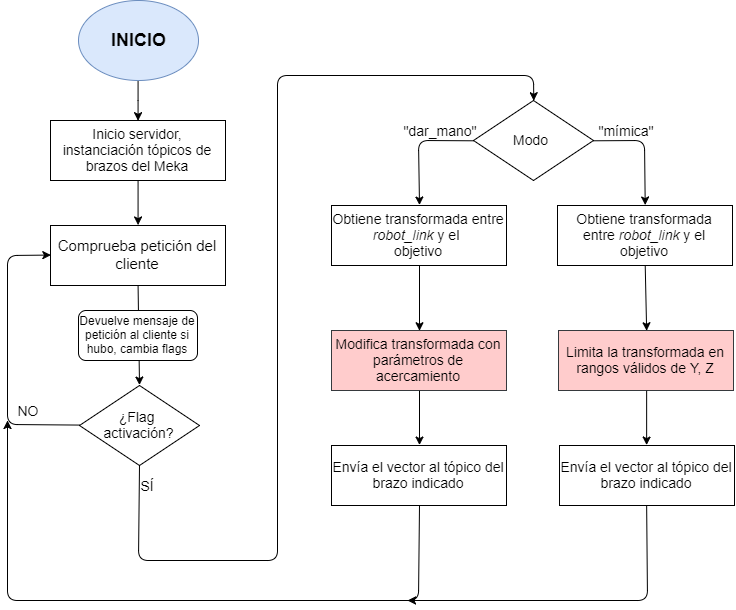 INICIO
Inicio servidor,
instanciación tópicos de
brazos del Meka
Comprueba petición del
cliente
Devuelve mensaje de
petición al cliente si
hubo, cambia flags
¿Flag
activación?
NO
SÍ
Modo
"dar_mano"
"mímica"
Obtiene transformada entre
robot_link y el
objetivo
Modifica transformada con
parámetros de
acercamiento
Envía el vector al tópico del
brazo indicado
Obtiene transformada
entre robot_link y el
objetivo
Limita la transformada en
rangos válidos de Y, Z
Envía el vector al tópico del
brazo indicado